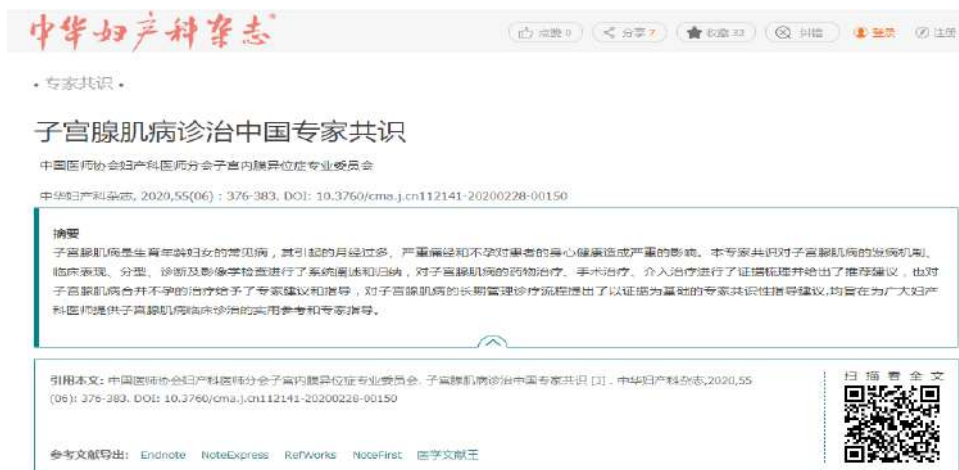 中华妇产科杂志
点赞 0 分享 7 收藏 33 纠错 登录 注册
• 专家共识 •
子宫腺肌病诊治中国专家共识
中国医师协会妇产科医师分会子宫内膜异位症专业委员会
中华妇产科杂志, 2020,55(06) : 376-383. DOI: 10.3760/cma.j.cn112141-20200228-00150
摘要
子宫腺肌病是生育年龄妇女的常见病，其引起的月经过多、严重痛经和不孕对患者的身心健康造成严重的影响。本专家共识对子宫腺肌病的发病机制、
临床表现、分型、诊断及影像学检查进行了系统阐述和归纳，对子宫腺肌病的药物治疗、手术治疗、介入治疗进行了证据梳理并给出了推荐建议，也对
子宫腺肌病合并不孕的治疗给予了专家建议和指导，对子宫腺肌病的长期管理诊疗流程提出了以证据为基础的专家共识性指导建议,均旨在为广大妇产
科医师提供子宫腺肌病临床诊治的实用参考和专家指导。
引用本文: 中国医师协会妇产科医师分会子宫内膜异位症专业委员会. 子宫腺肌病诊治中国专家共识 [J] . 中华妇产科杂志,2020,55
(06): 376-383. DOI: 10.3760/cma.j.cn112141-20200228-00150
扫描看全文
参考文献导出: Endnote NoteExpress RefWorks NoteFirst 医学文献王